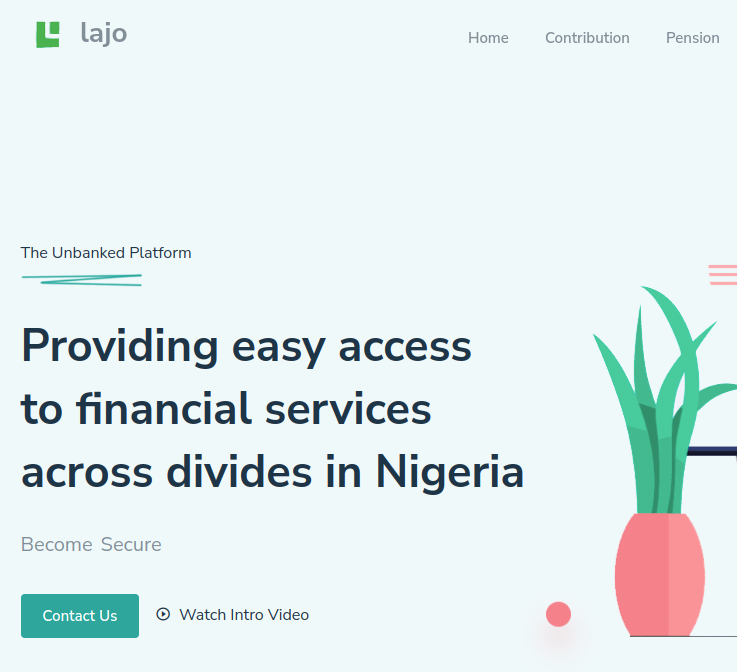 lajo
Home Contribution Pension
The Unbanked Platform
Providing easy access
to financial services
across divides in Nigeria
Become Secure
Contact Us Watch Intro Video